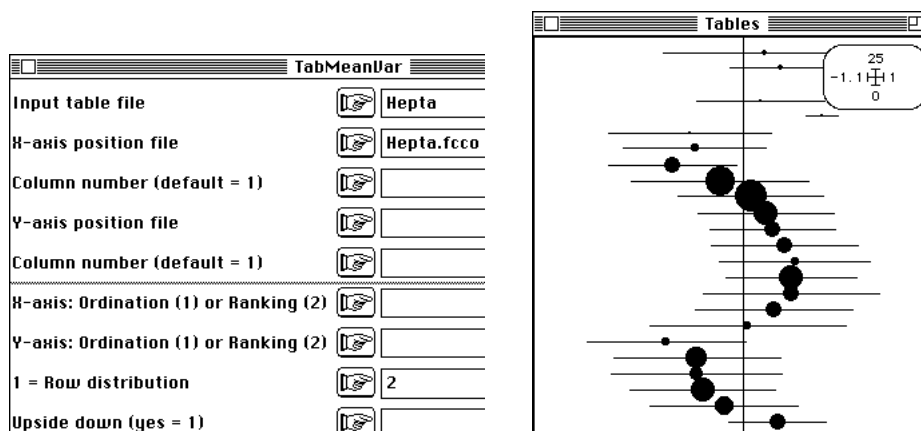 TabMeanVar
Input table file Hepta
X-axis position file Hepta.fcco
Column number (default = 1)
Y-axis position file
Column number (default = 1)
X-axis: Ordination (1) or Ranking (2)
Y-axis: Ordination (1) or Ranking (2)
1 = Row distribution 2
Upside down (yes = 1)
Tables
25
-1.1 1
0